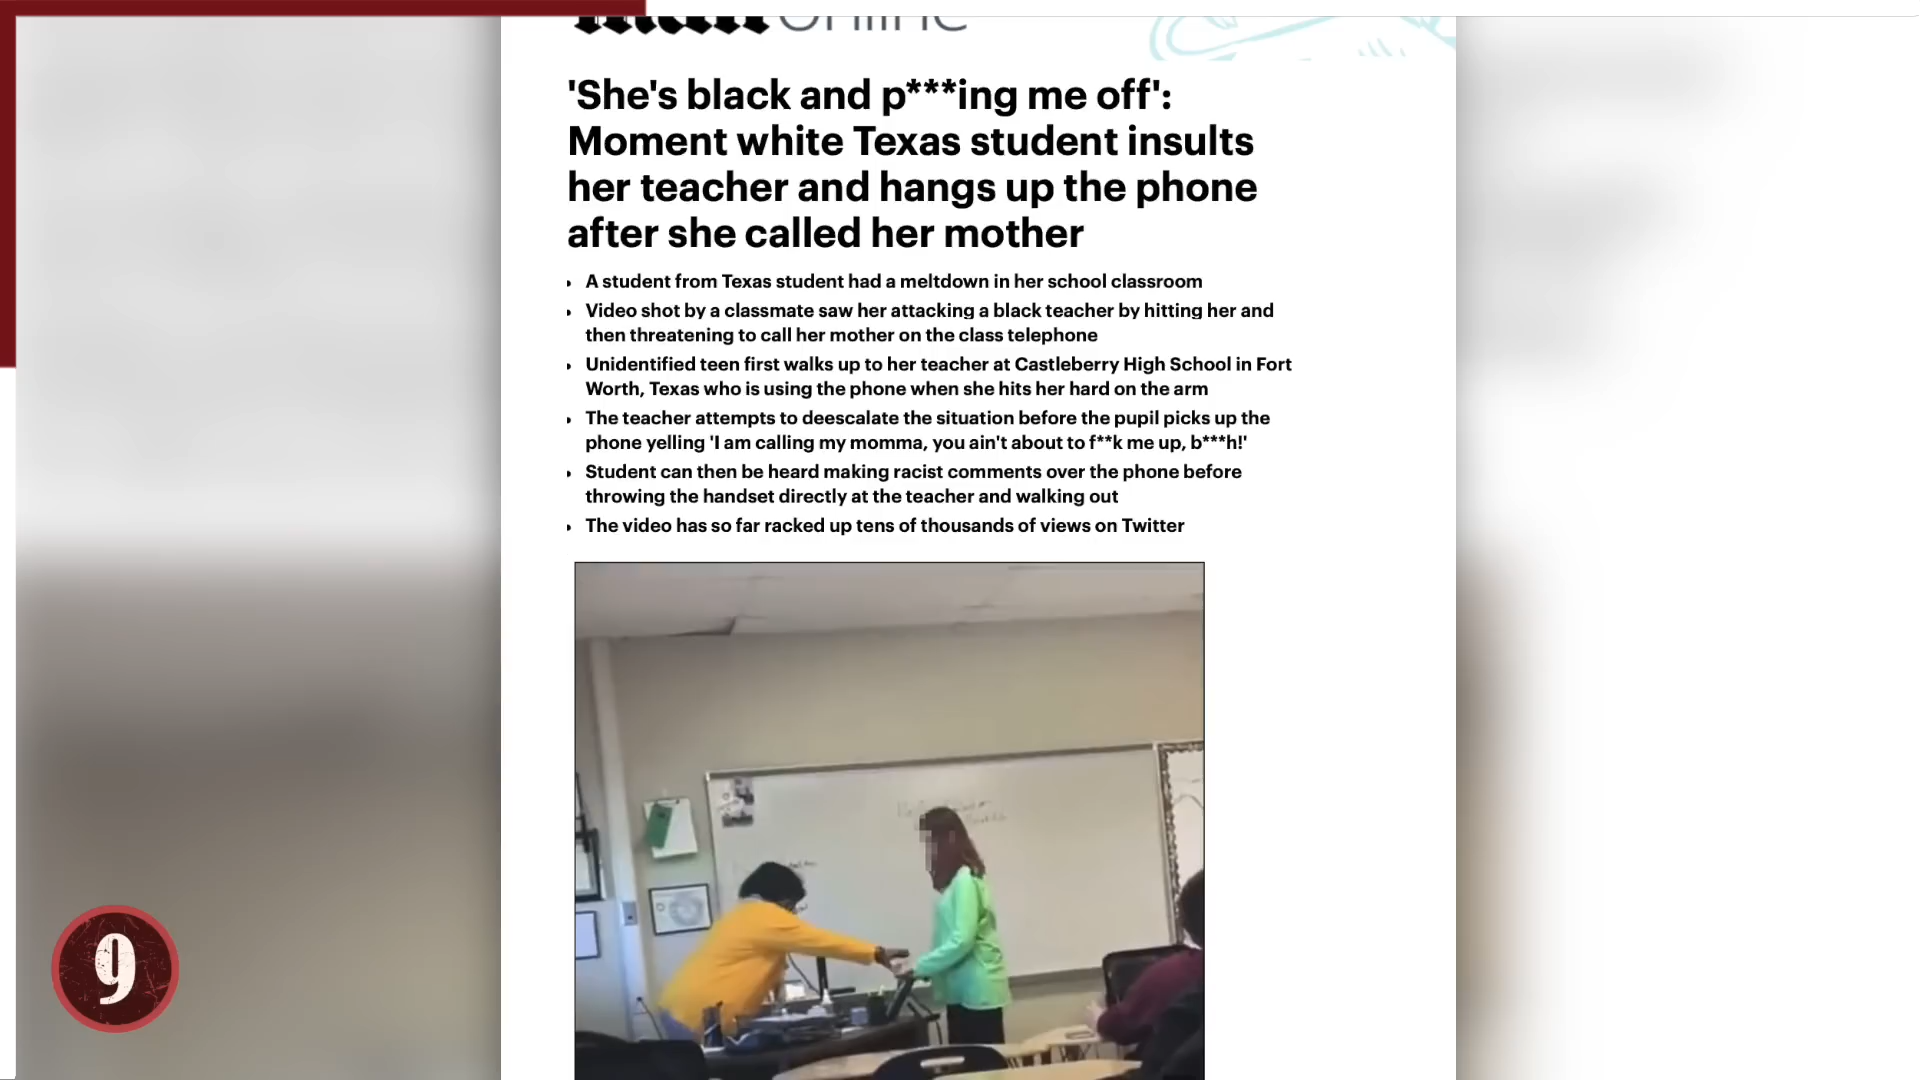 Mail Online
'She's black and p***ing me off':
Moment white Texas student insults
her teacher and hangs up the phone
after she called her mother
A student from Texas student had a meltdown in her school classroom
Video shot by a classmate saw her attacking a black teacher by hitting her and
then threatening to call her mother on the class telephone
Unidentified teen first walks up to her teacher at Castleberry High School in Fort
Worth, Texas who is using the phone when she hits her hard on the arm
The teacher attempts to deescalate the situation before the pupil picks up the
phone yelling 'I am calling my momma, you ain't about to f**k me up, b***h!'
Student can then be heard making racist comments over the phone before
throwing the handset directly at the teacher and walking out
The video has so far racked up tens of thousands of views on Twitter
9